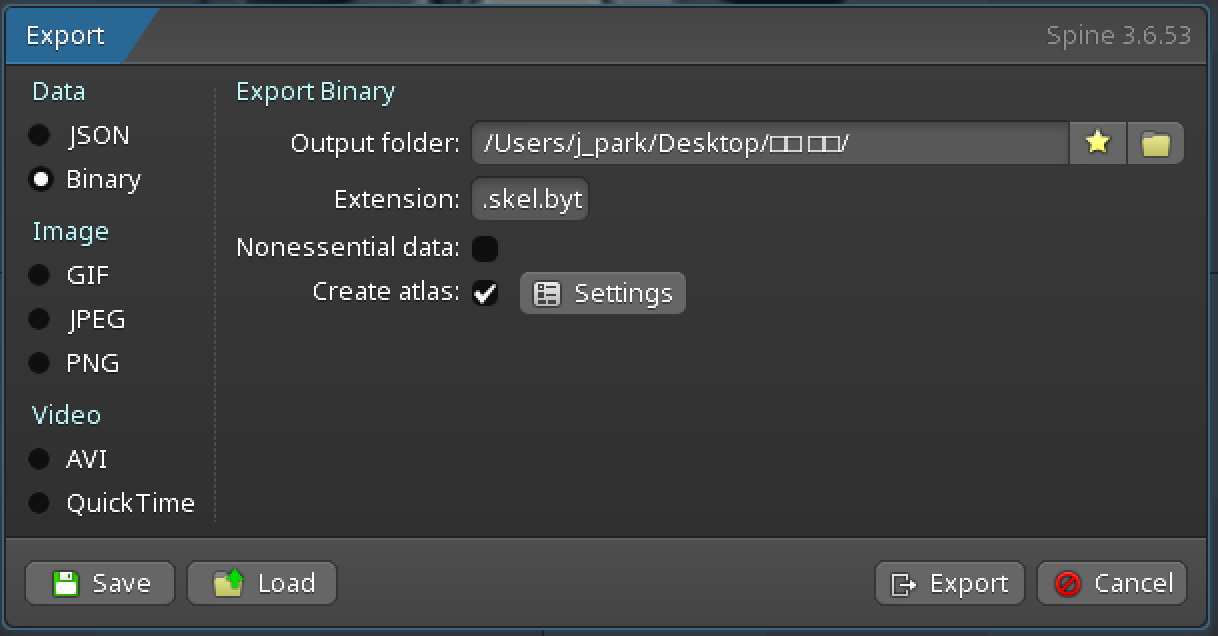 Export
Spine 3.6.53
Data
JSON
Binary
Image
GIF
JPEG
PNG
Video
AVI
QuickTime
Export Binary
Output folder: /Users/j_park/Desktop/□□ □□/
Extension: .skel.byt
Nonessential data:
Create atlas: Settings
Save
Load
Export
Cancel